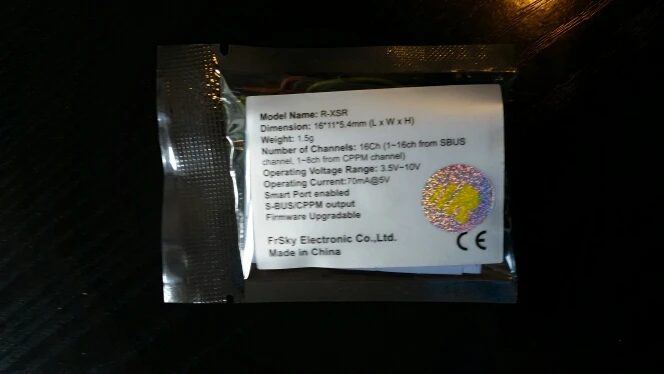 Model Name: R-XSR
Dimension: 16*11*5.4mm (L x W x H)
Weight: 1.5g
Number of Channels: 16Ch (1~16ch from SBUS
channel, 1~8ch from CPPM channel)
Operating Voltage Range: 3.5V~10V
Operating Current:70mA@5V
Smart Port enabled
S-BUS/CPPM output
Firmware Upgradable
FrSky Electronic Co.,Ltd.
Made in China
CE